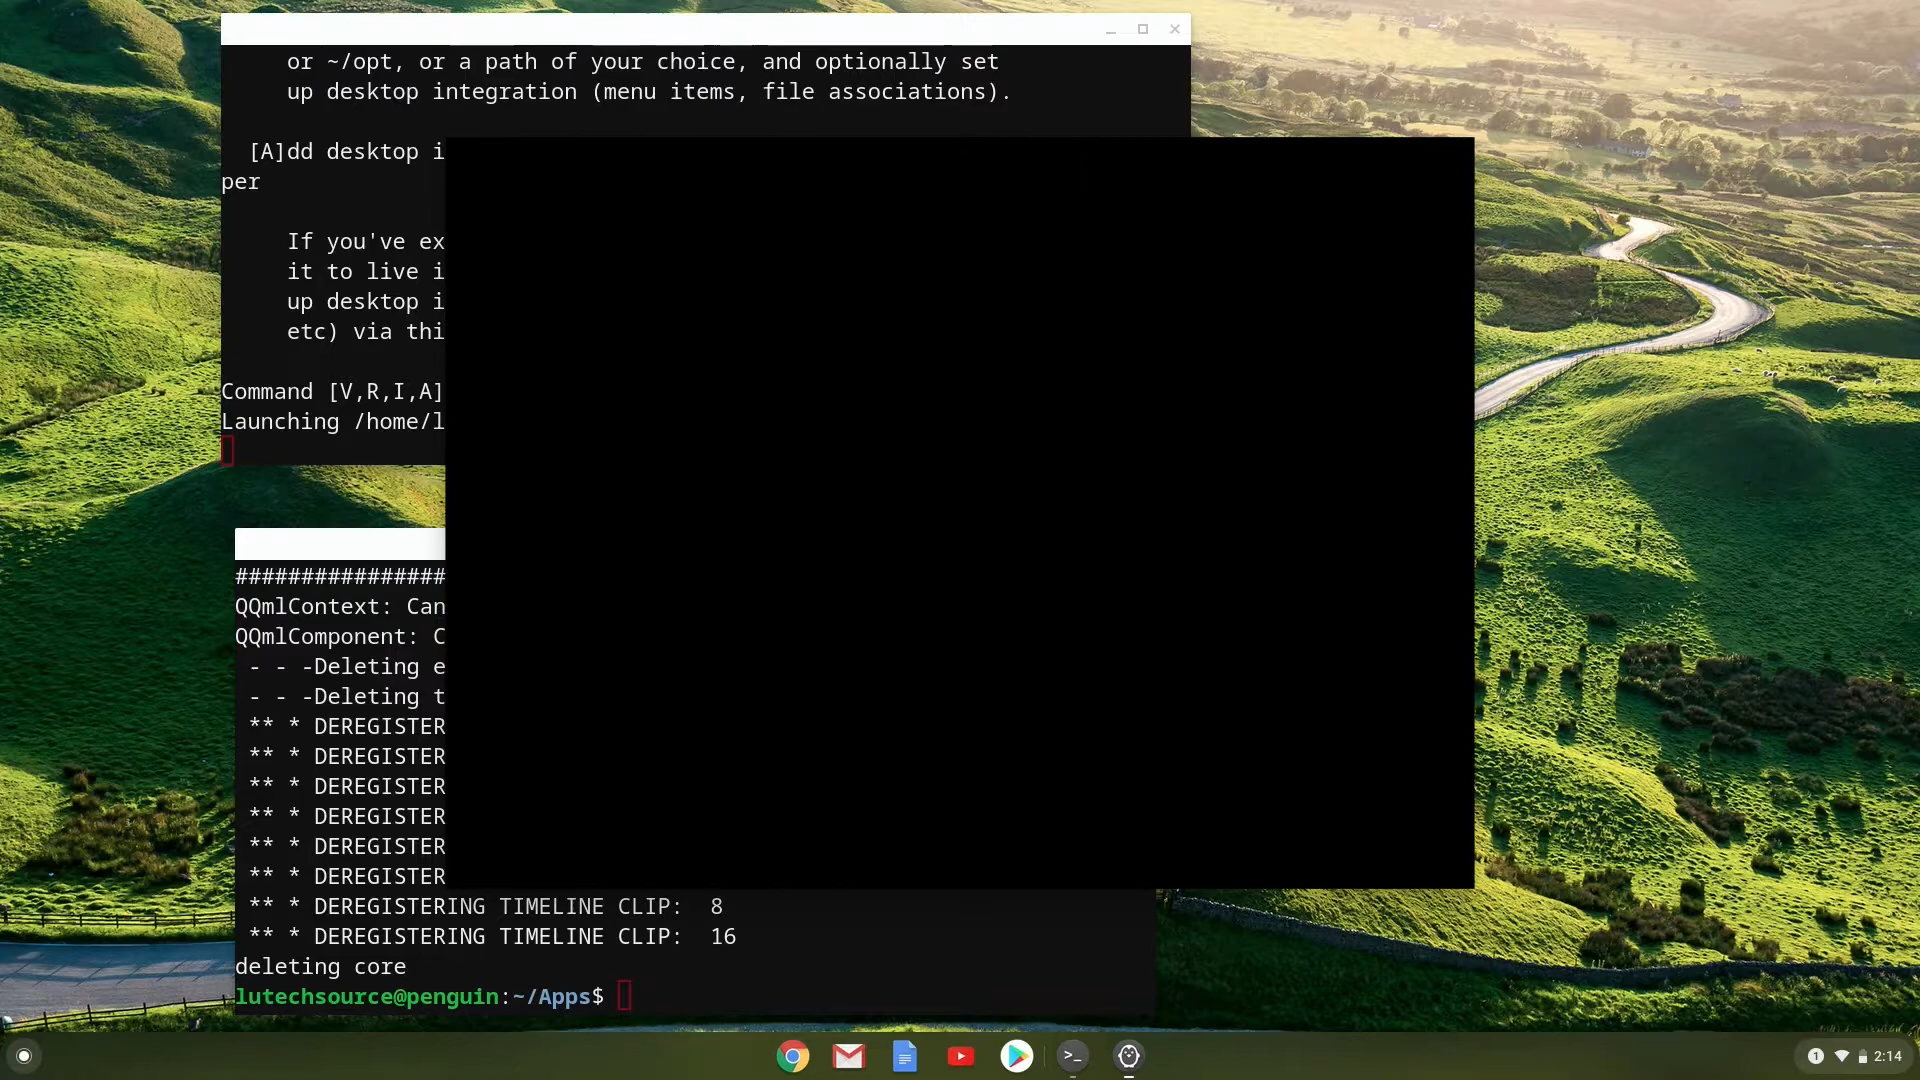 or ~/opt, or a path of your choice, and optionally set
up desktop integration (menu items, file associations).
[A]dd desktop i
per
If you've ex
it to live i
up desktop i
etc) via thi
Command [V,R,I,A]
Launching /home/l
################
QQmlContext: Can
QQmlComponent: C
- - -Deleting e
- - -Deleting t
** * DEREGISTER
** * DEREGISTER
** * DEREGISTER
** * DEREGISTER
** * DEREGISTER
** * DEREGISTER
** * DEREGISTERING TIMELINE CLIP:  8
** * DEREGISTERING TIMELINE CLIP:  16
deleting core
lutechsource@penguin:~/Apps$
>_
1 2:14